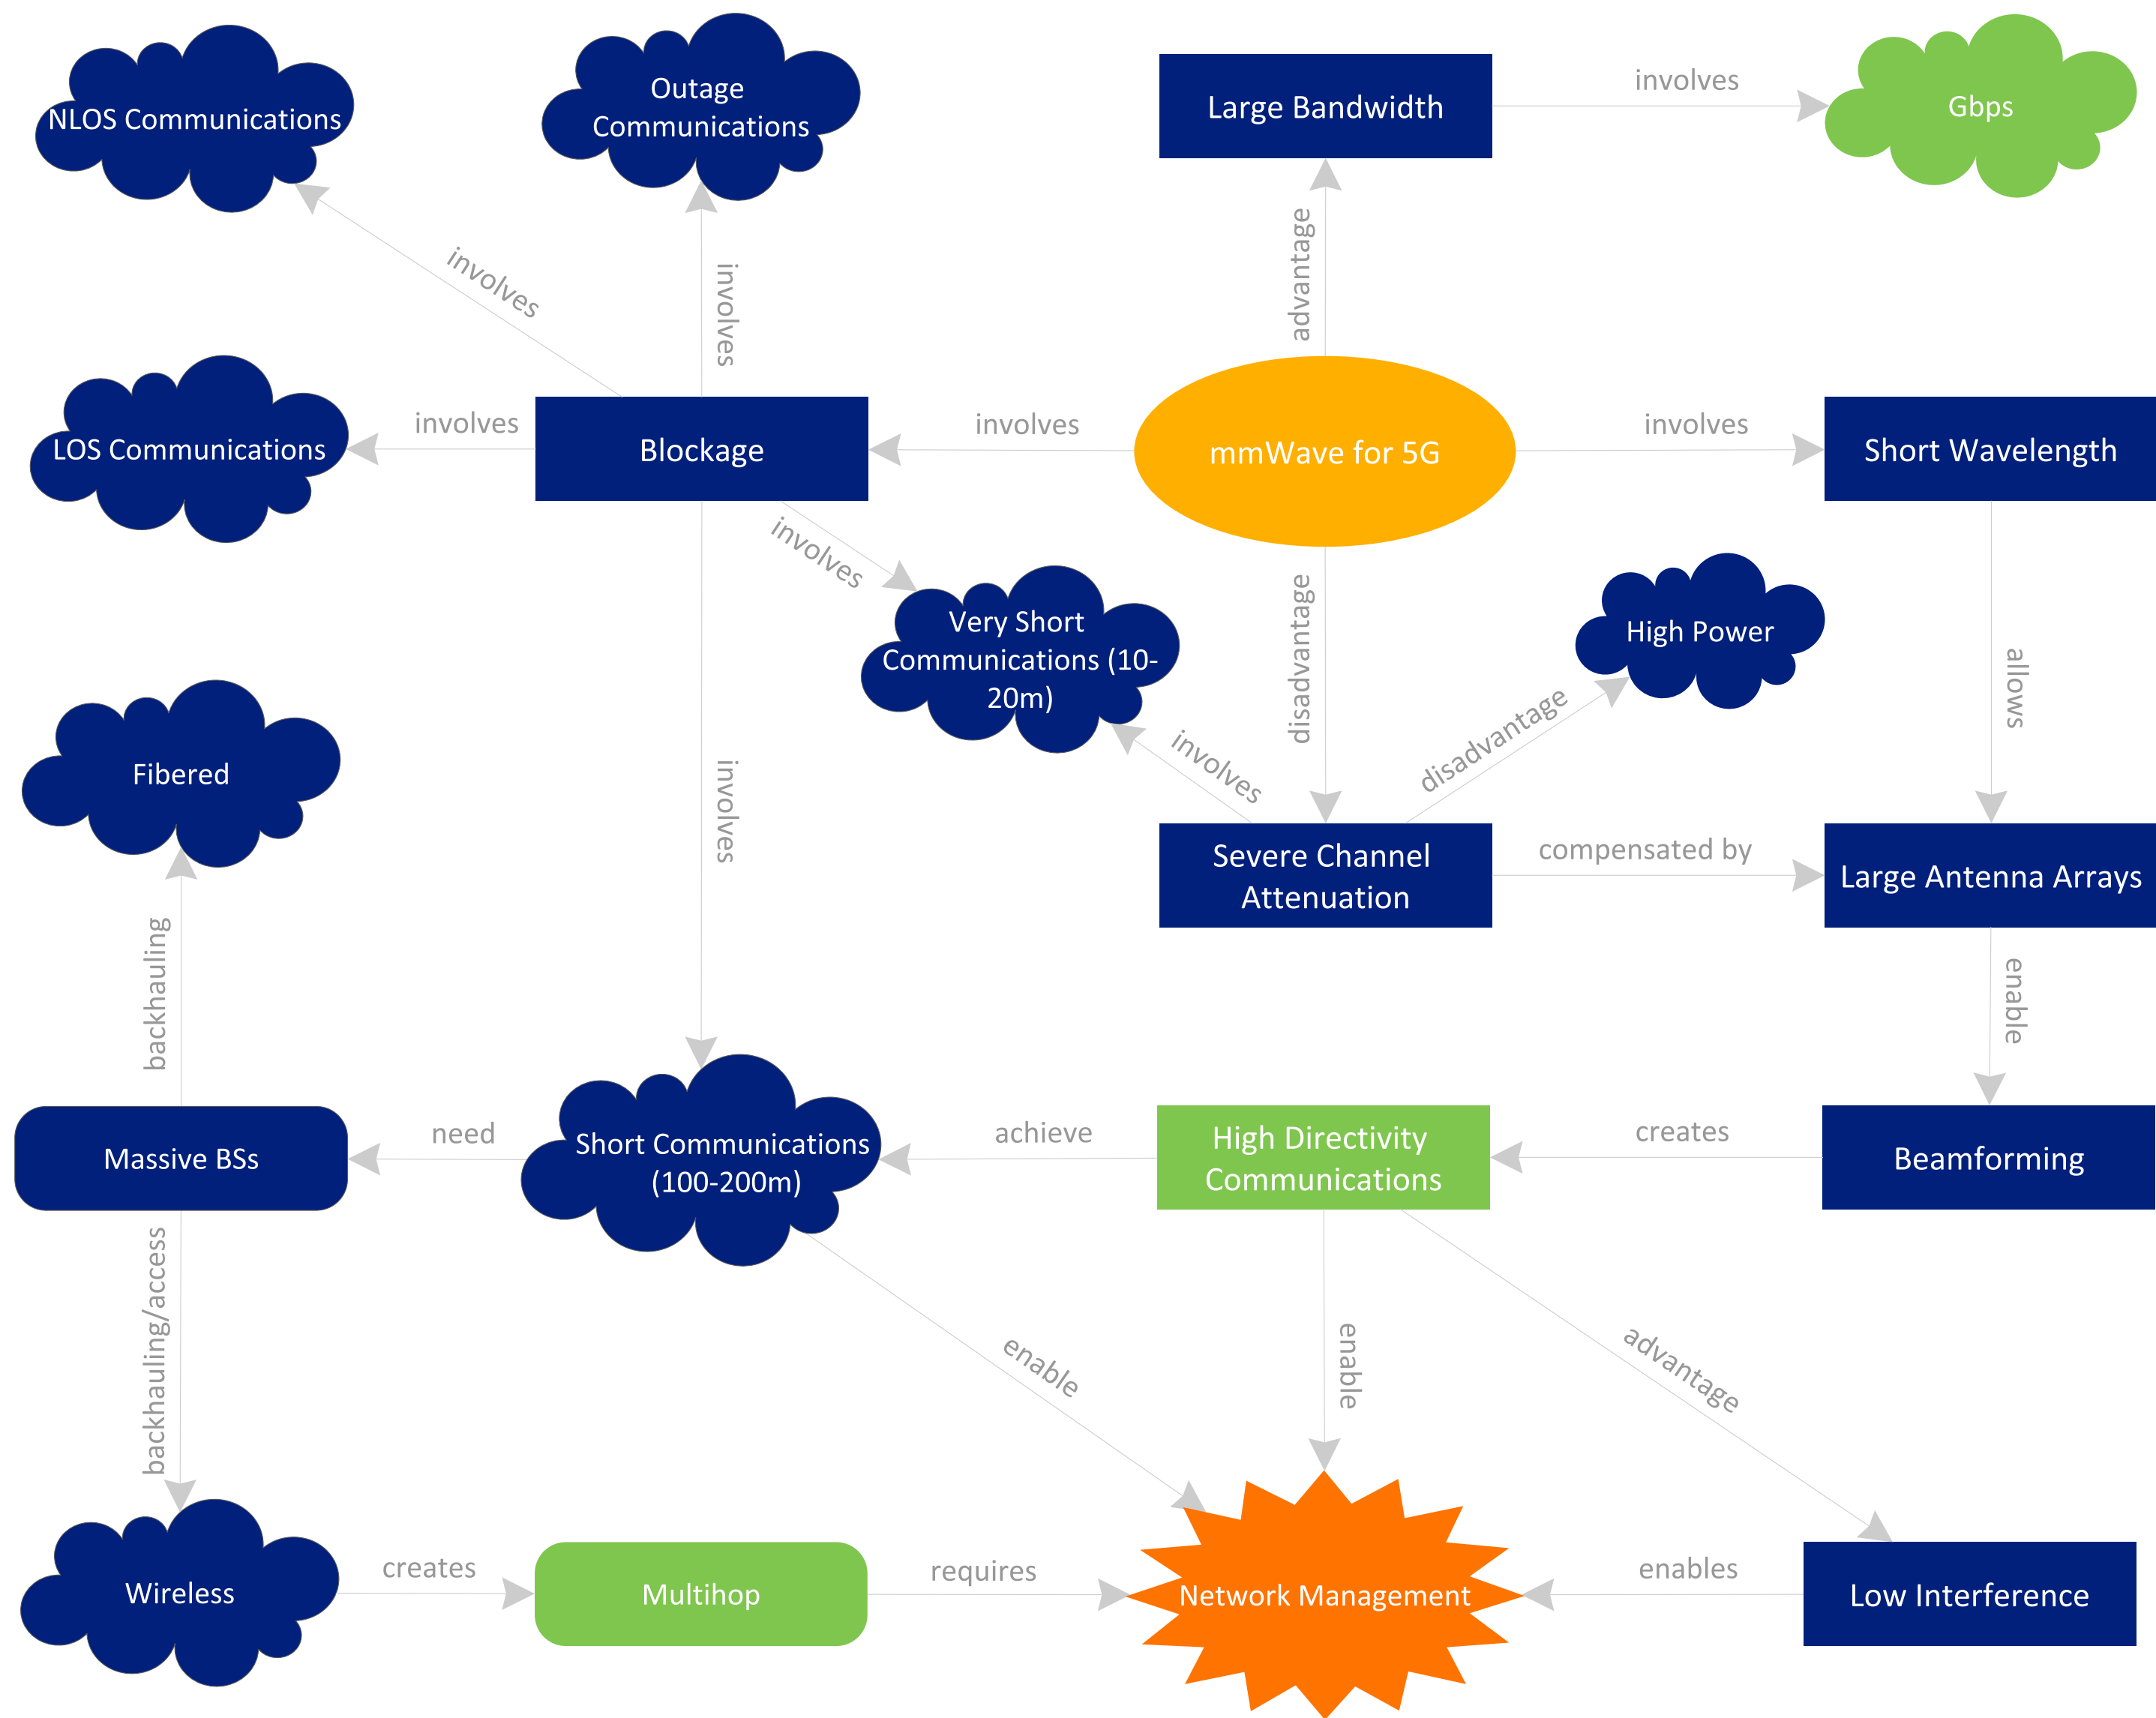 NLOS Communications
Outage
Communications
Large Bandwidth
involves
Gbps
involves
involves
advantage
LOS Communications
involves
Blockage
involves
mmWave for 5G
involves
Short Wavelength
involves
Very Short
Communications (10-
20m)
disadvantage
High Power
allows
Fibered
involves
involves
disadvantage
Severe Channel
Attenuation
compensated by
Large Antenna Arrays
backhauling
enable
Massive BSs
need
Short Communications
(100-200m)
achieve
High Directivity
Communications
creates
Beamforming
backhauling/access
enable
enable
advantage
Wireless
creates
Multihop
requires
Network Management
enables
Low Interference